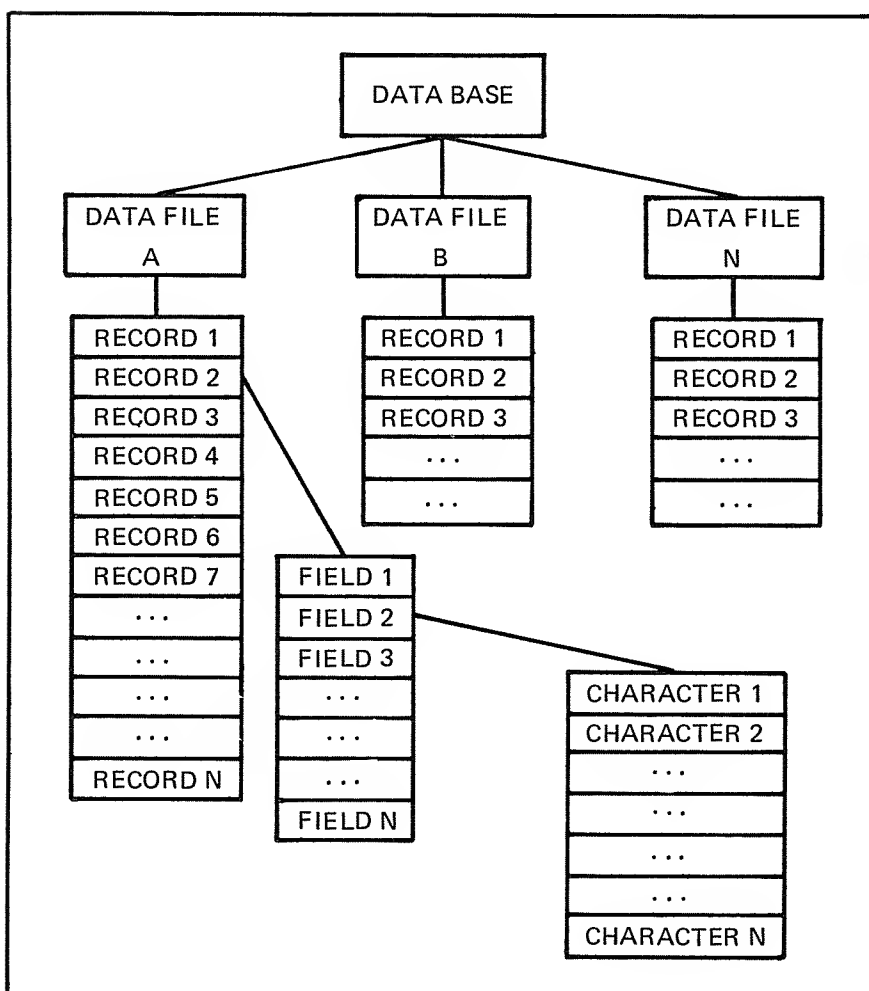 DATA BASE
DATA FILE
A
DATA FILE
B
DATA FILE
N
RECORD 1
RECORD 2
RECORD 3
RECORD 4
RECORD 5
RECORD 6
RECORD 7
...
...
...
...
RECORD N
RECORD 1
RECORD 2
RECORD 3
...
...
RECORD 1
RECORD 2
RECORD 3
...
...
FIELD 1
FIELD 2
FIELD 3
...
...
...
FIELD N
CHARACTER 1
CHARACTER 2
...
...
...
...
CHARACTER N